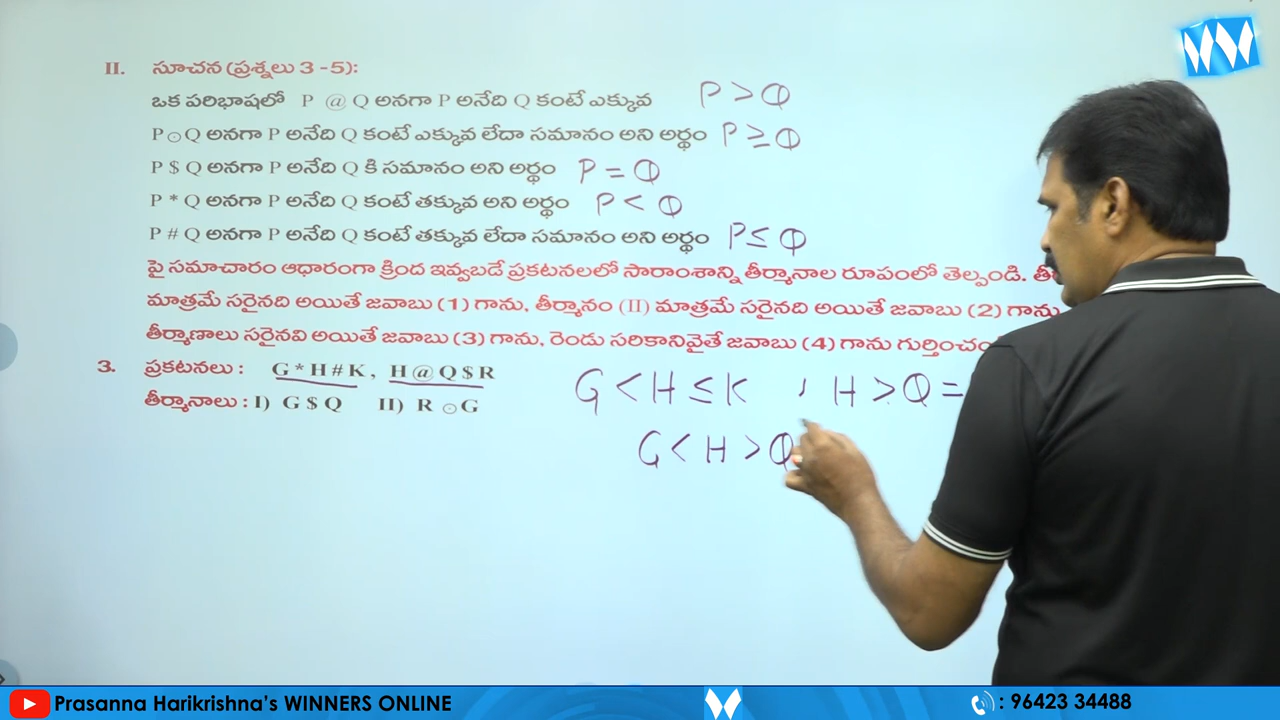 II. సూచన (ప్రశ్నలు 3 - 5):
ఒక పరిభాషలో P @ Q అనగా P అనేది Q కంటే ఎక్కువ P > Q
P ⊙ Q అనగా P అనేది Q కంటే ఎక్కువ లేదా సమానం అని అర్థం P ≥ Q
P $ Q అనగా P అనేది Q కి సమానం అని అర్థం P = Q
P * Q అనగా P అనేది Q కంటే తక్కువ అని అర్థం P < Q
P # Q అనగా P అనేది Q కంటే తక్కువ లేదా సమానం అని అర్థం P ≤ Q
పై సమాచారం ఆధారంగా క్రింద ఇవ్వబడే ప్రకటనలలో సారాంశాన్ని తీర్మానాల రూపంలో తెల్పండి.
మాత్రమే సరైనది అయితే జవాబు (1) గాను, తీర్మానం (II) మాత్రమే సరైనది అయితే జవాబు (2) గాను
తీర్మాణాలు సరైనవి అయితే జవాబు (3) గాను, రెండు సరికానివైతే జవాబు (4) గాను
3. ప్రకటనలు : G * H # K , H @ Q $ R G < H ≤ K , H > Q =
తీర్మానాలు : I) G $ Q II) R ⊙ G
G < H > Q
Prasanna Harikrishna's WINNERS ONLINE W : 96423 34488